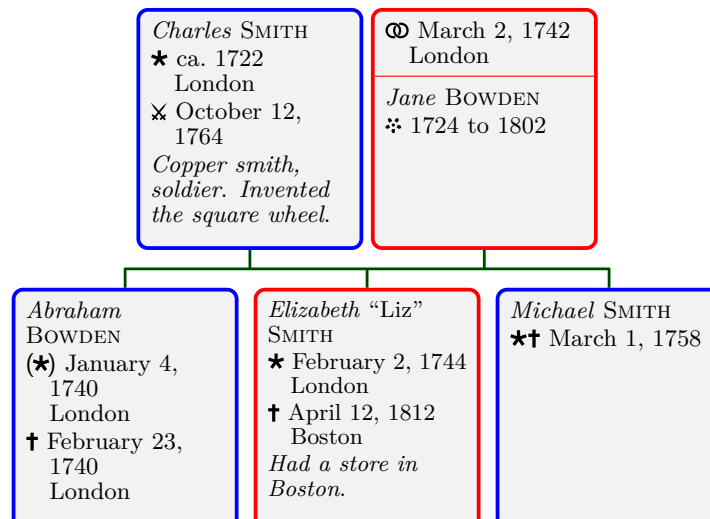 Charles SMITH
★ ca. 1722
London
⚔ October 12,
1764
Copper smith,
soldier. Invented
the square wheel.
⚭ March 2, 1742
London
Jane BOWDEN
⁘ 1724 to 1802
Abraham
BOWDEN
(★) January 4,
1740
London
✝ February 23,
1740
London
Elizabeth “Liz”
SMITH
★ February 2, 1744
London
✝ April 12, 1812
Boston
Had a store in
Boston.
Michael SMITH
★✝ March 1, 1758